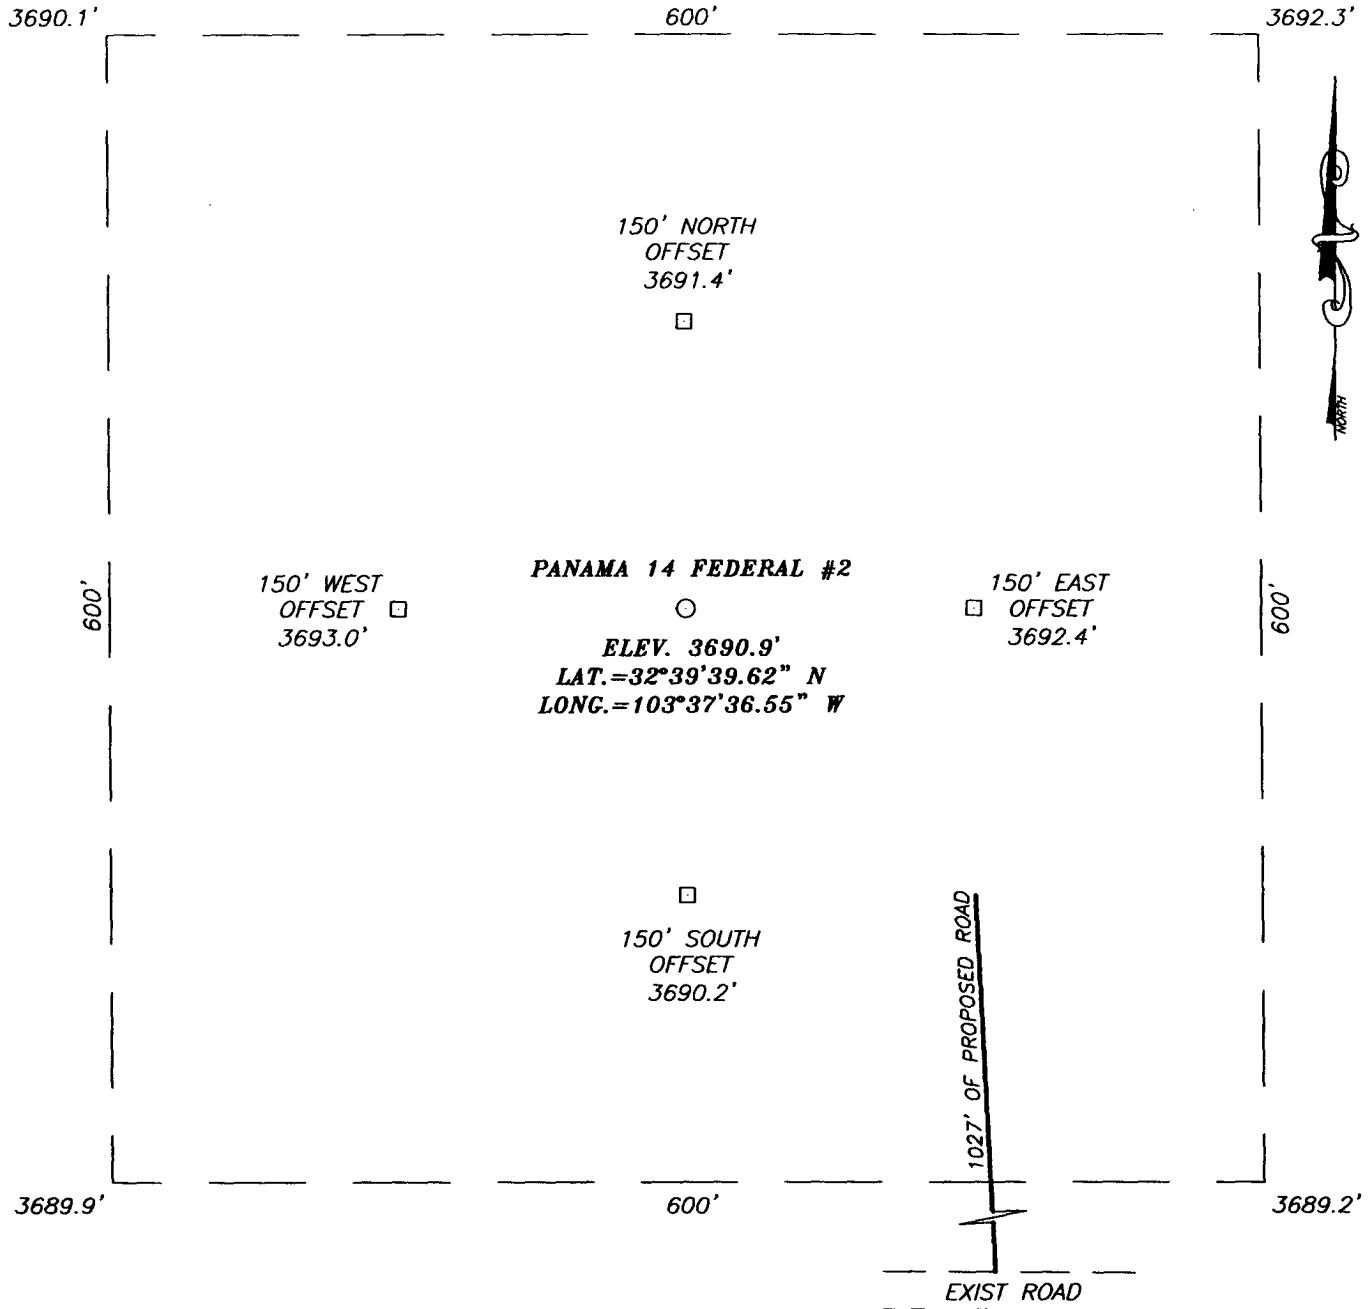 3690.1'
600'
3692.3'
150' NORTH
OFFSET
3691.4'
NORTH
600'
150' WEST
OFFSET
3693.0'
PANAMA 14 FEDERAL #2
ELEV. 3690.9'
LAT.=32°39'39.62" N
LONG.=103°37'36.55" W
150' EAST
OFFSET
3692.4'
600'
150' SOUTH
OFFSET
3690.2'
1027' OF PROPOSED ROAD
3689.9'
600'
3689.2'
EXIST ROAD